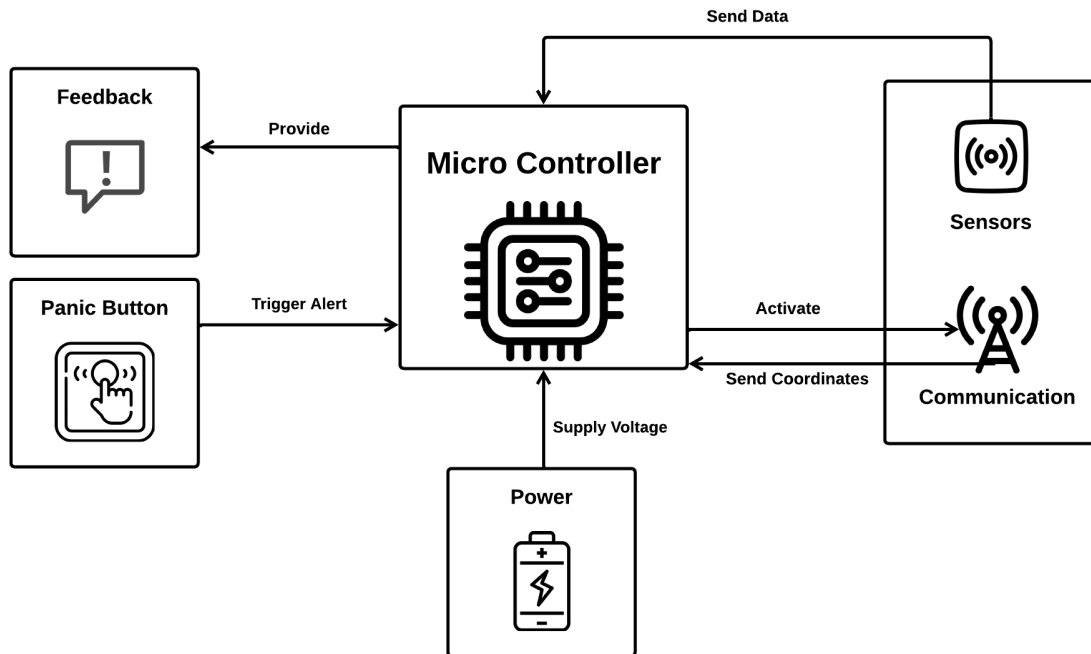 Send Data
Feedback
Provide
Micro Controller
Sensors
Panic Button
Trigger Alert
Activate
Send Coordinates
Communication
Supply Voltage
Power